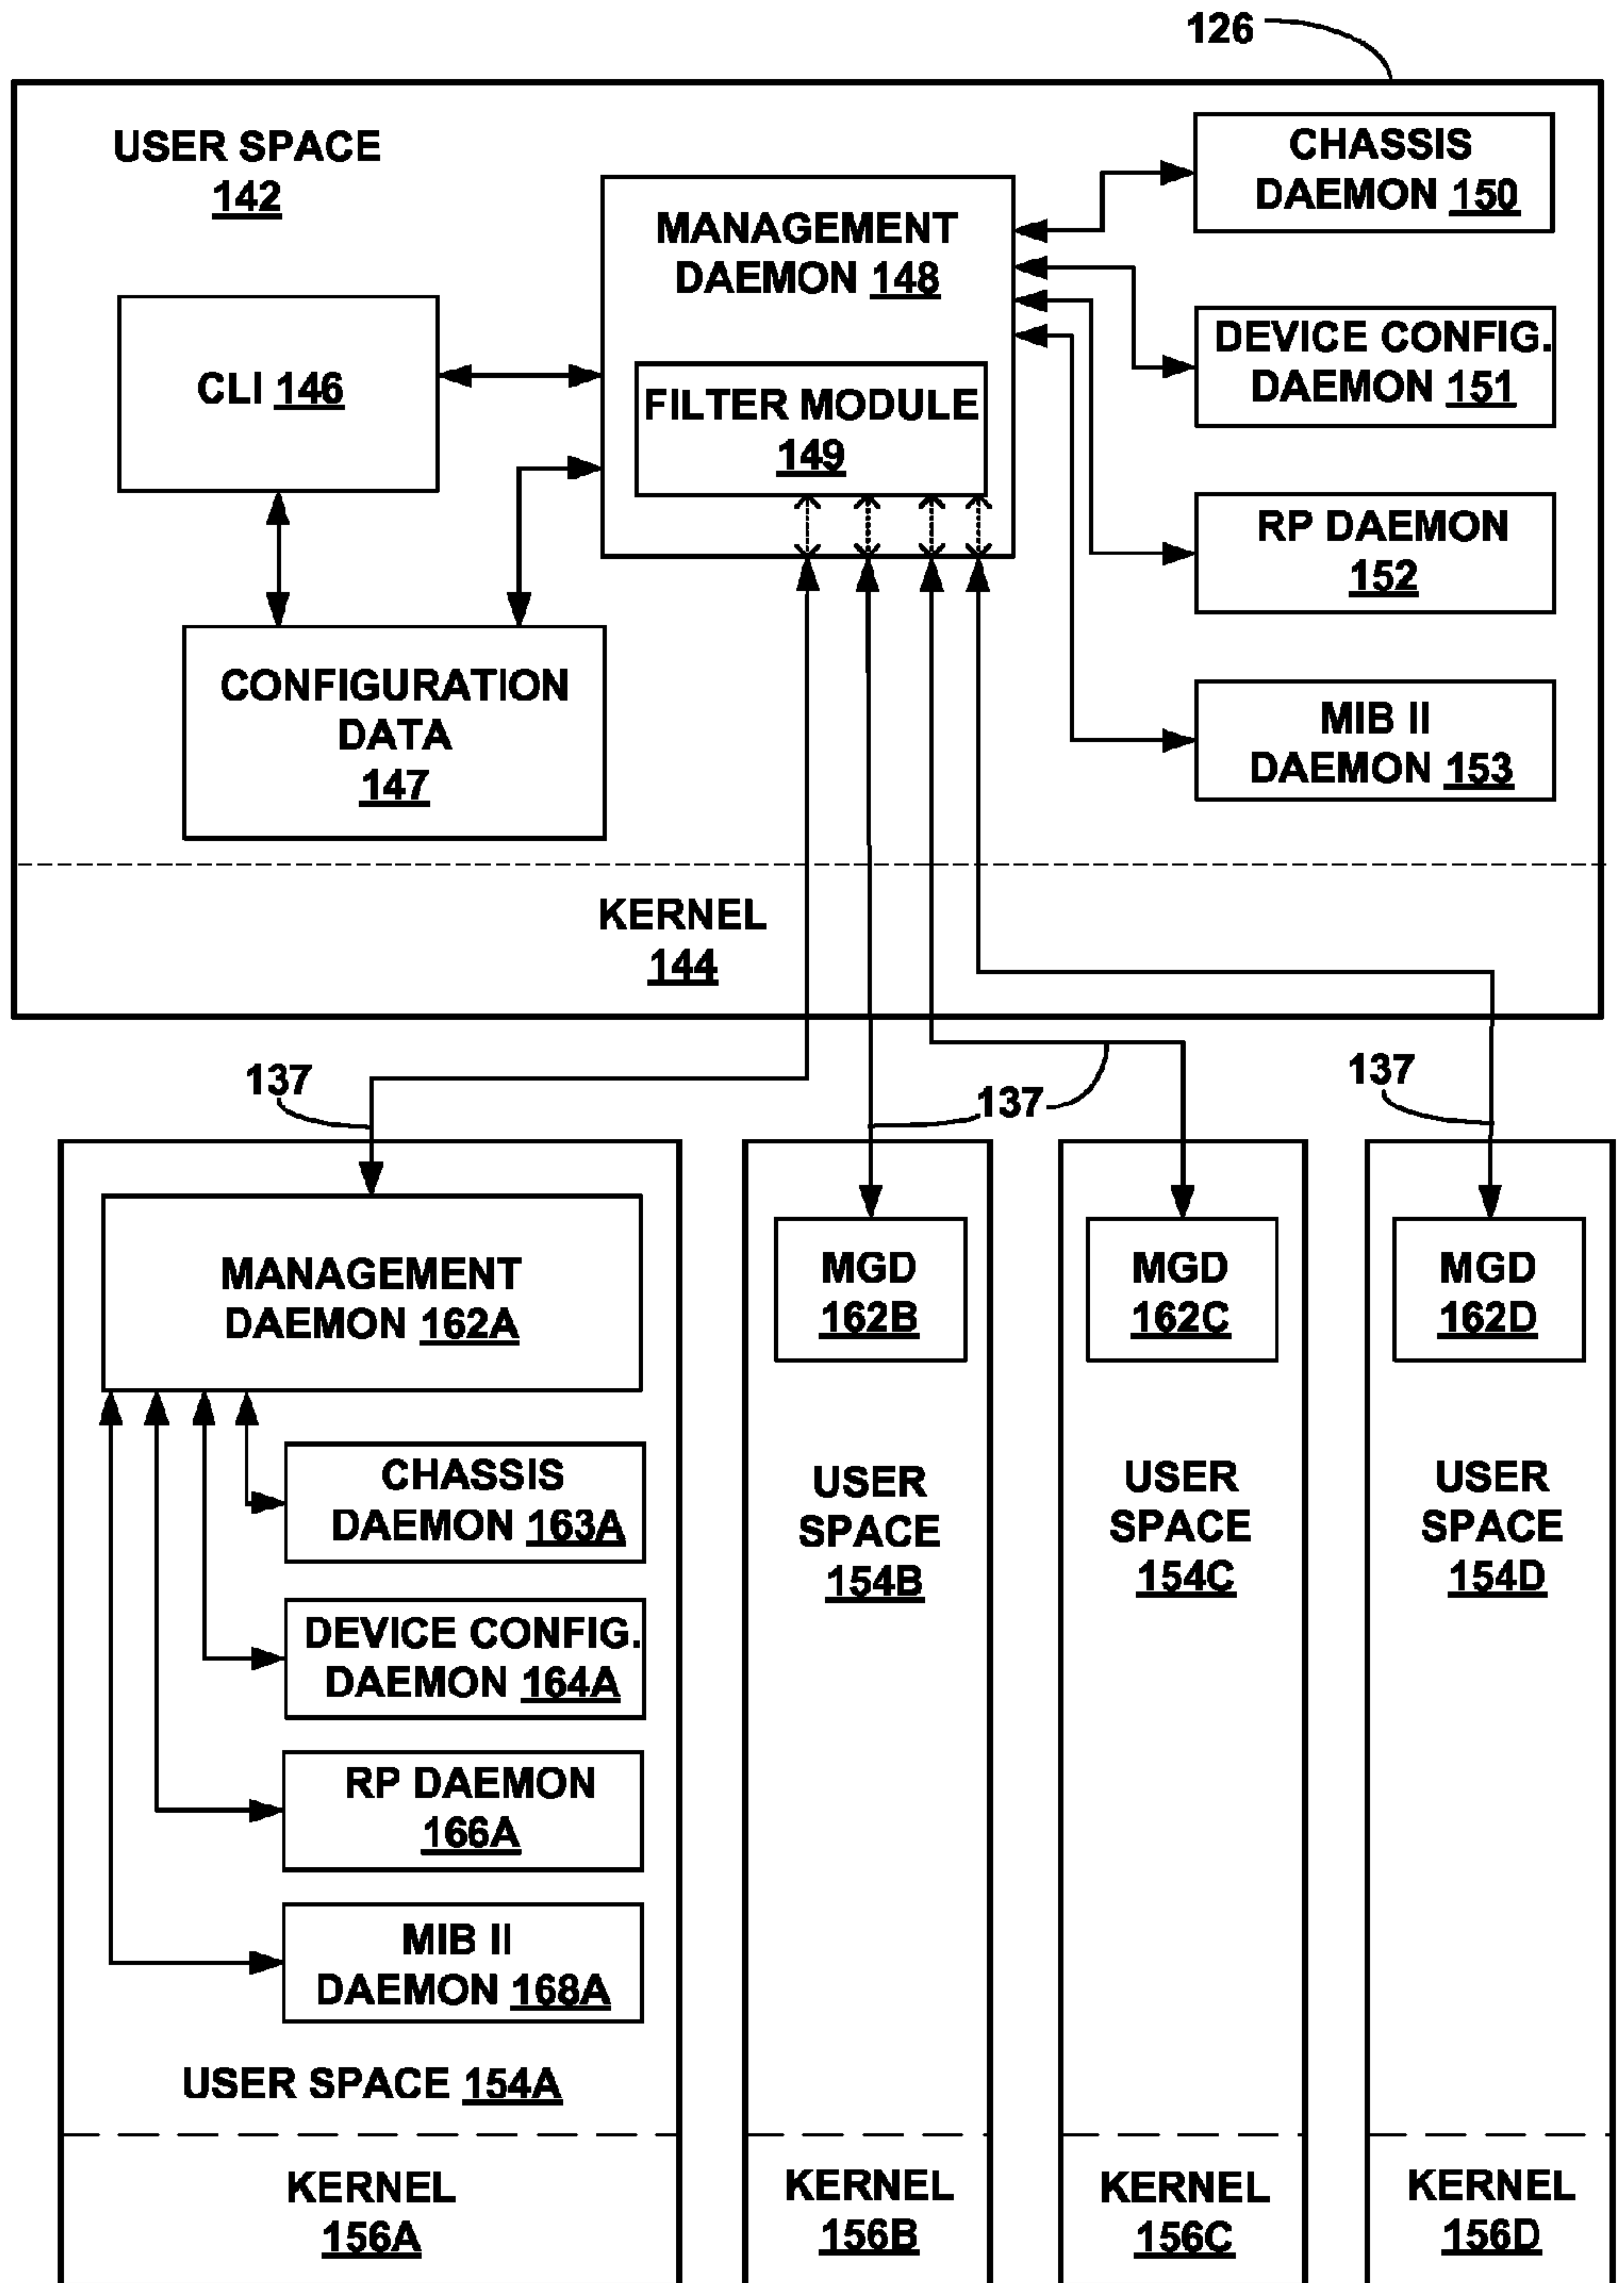 126
USER SPACE
142
CHASSIS
DAEMON 150
MANAGEMENT
DAEMON 148
DEVICE CONFIG.
DAEMON 151
CLI 146
FILTER MODULE
149
RP DAEMON
152
CONFIGURATION
DATA
147
MIB II
DAEMON 153
KERNEL
144
137
137
137
MANAGEMENT
DAEMON 162A
MGD
162B
MGD
162C
MGD
162D
CHASSIS
DAEMON 163A
DEVICE CONFIG.
DAEMON 164A
RP DAEMON
166A
MIB II
DAEMON 168A
USER SPACE 154A
USER
SPACE
154B
USER
SPACE
154C
USER
SPACE
154D
KERNEL
156A
KERNEL
156B
KERNEL
156C
KERNEL
156D